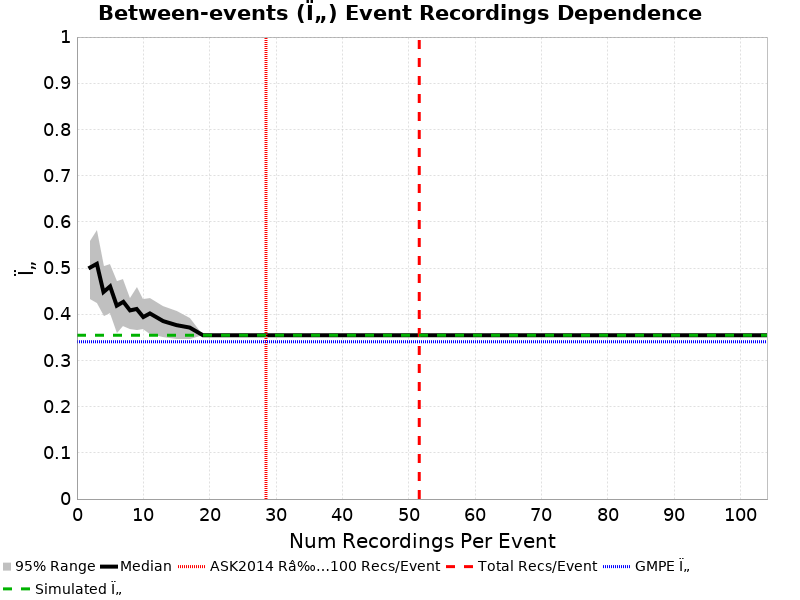 Between-events (Ï„) Event Recordings Dependence
1
0.9
0.8
0.7
0.6
0.5
0.4
0.3
0.2
0.1
0
Ï„
0 10 20 30 40 50 60 70 80 90 100
Num Recordings Per Event
95% Range Median ASK2014 Râ‰…100 Recs/Event Total Recs/Event GMPE Ï„
Simulated Ï„